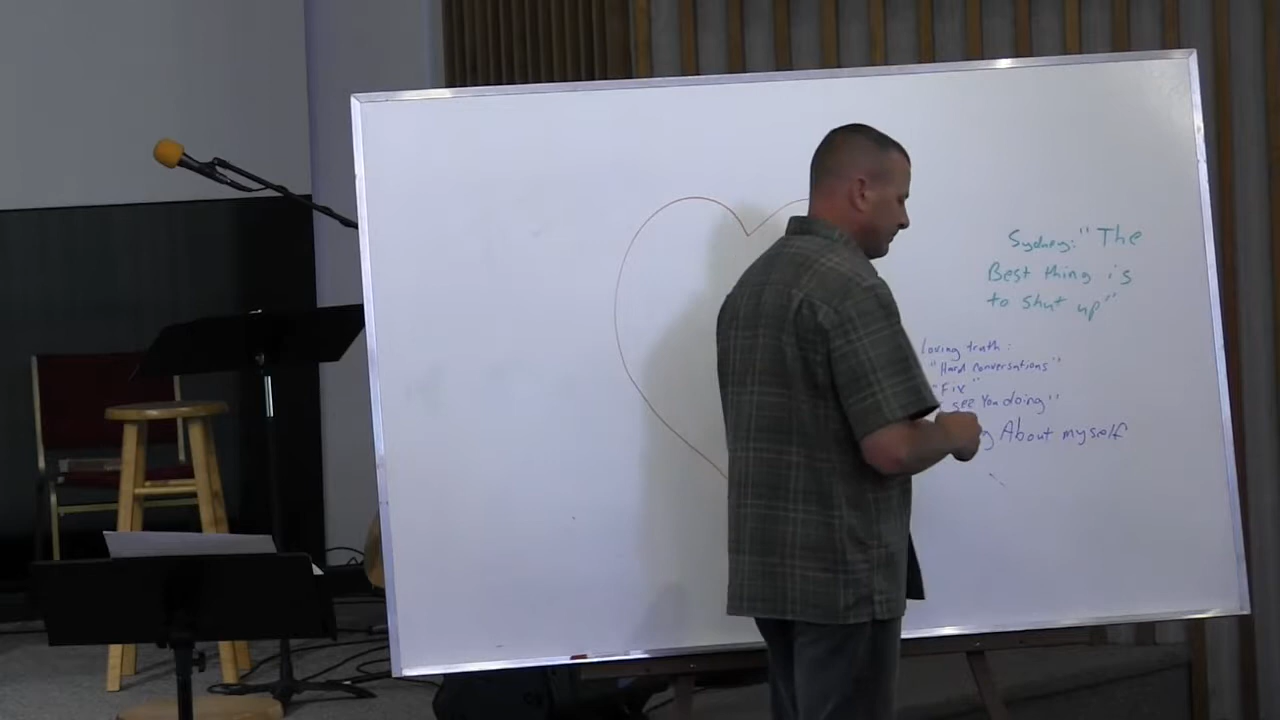 Sydney: "The
Best thing is
to shut up"
loving truth:
"Hard conversations"
"Fix"
see You doing"
About myself